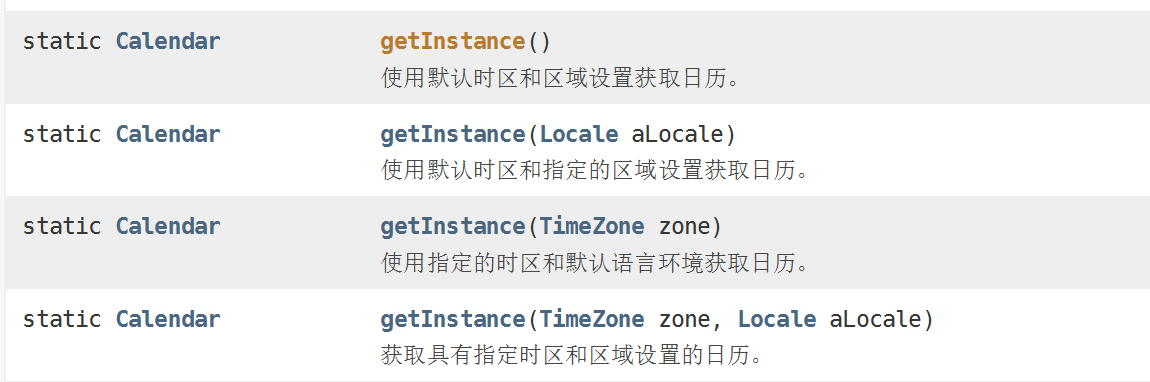 static Calendar getInstance()
使用默认时区和区域设置获取日历。
static Calendar getInstance(Locale aLocale)
使用默认时区和指定的区域设置获取日历。
static Calendar getInstance(TimeZone zone)
使用指定的时区和默认语言环境获取日历。
static Calendar getInstance(TimeZone zone, Locale aLocale)
获取具有指定时区和区域设置的日历。